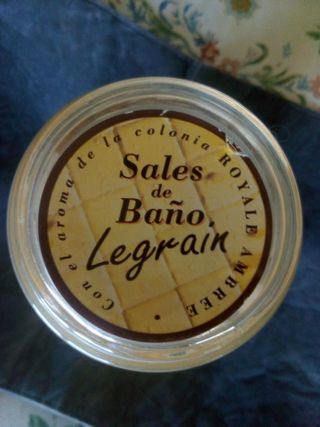 Con el aroma de la colonia ROYALE AMBREE
Sales
de
Baño
Legrain